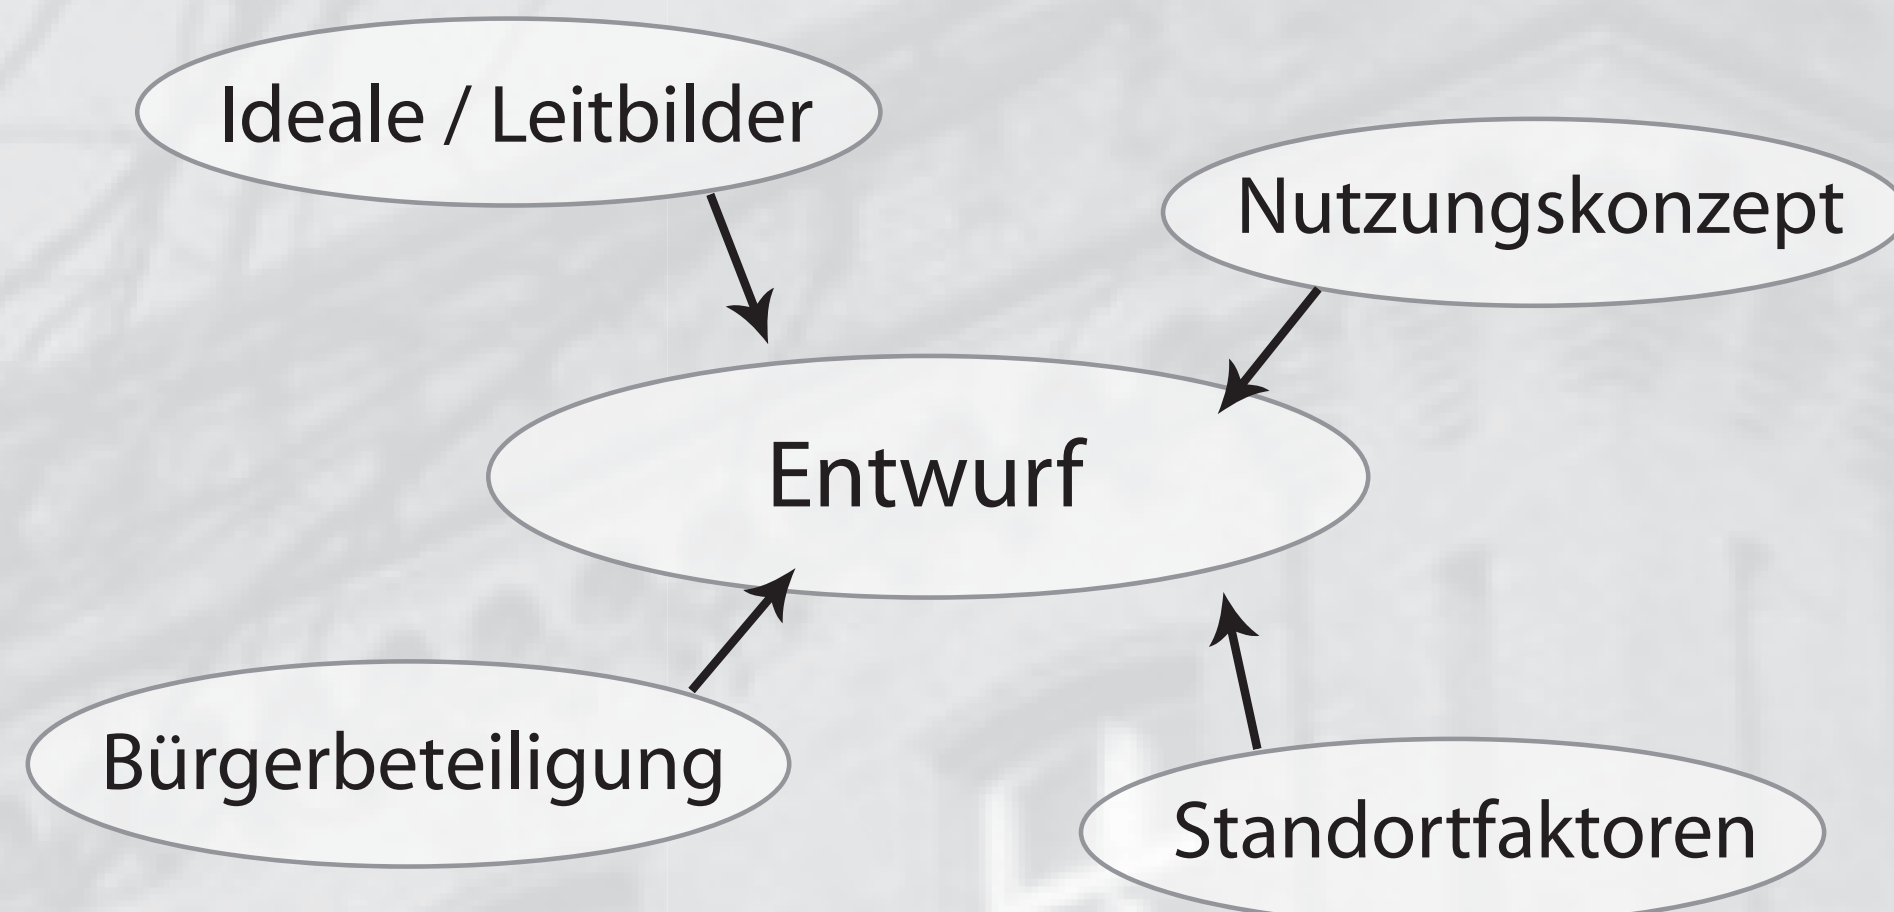 Ideale / Leitbilder
Nutzungskonzept
Entwurf
Bürgerbeteiligung
Standortfaktoren